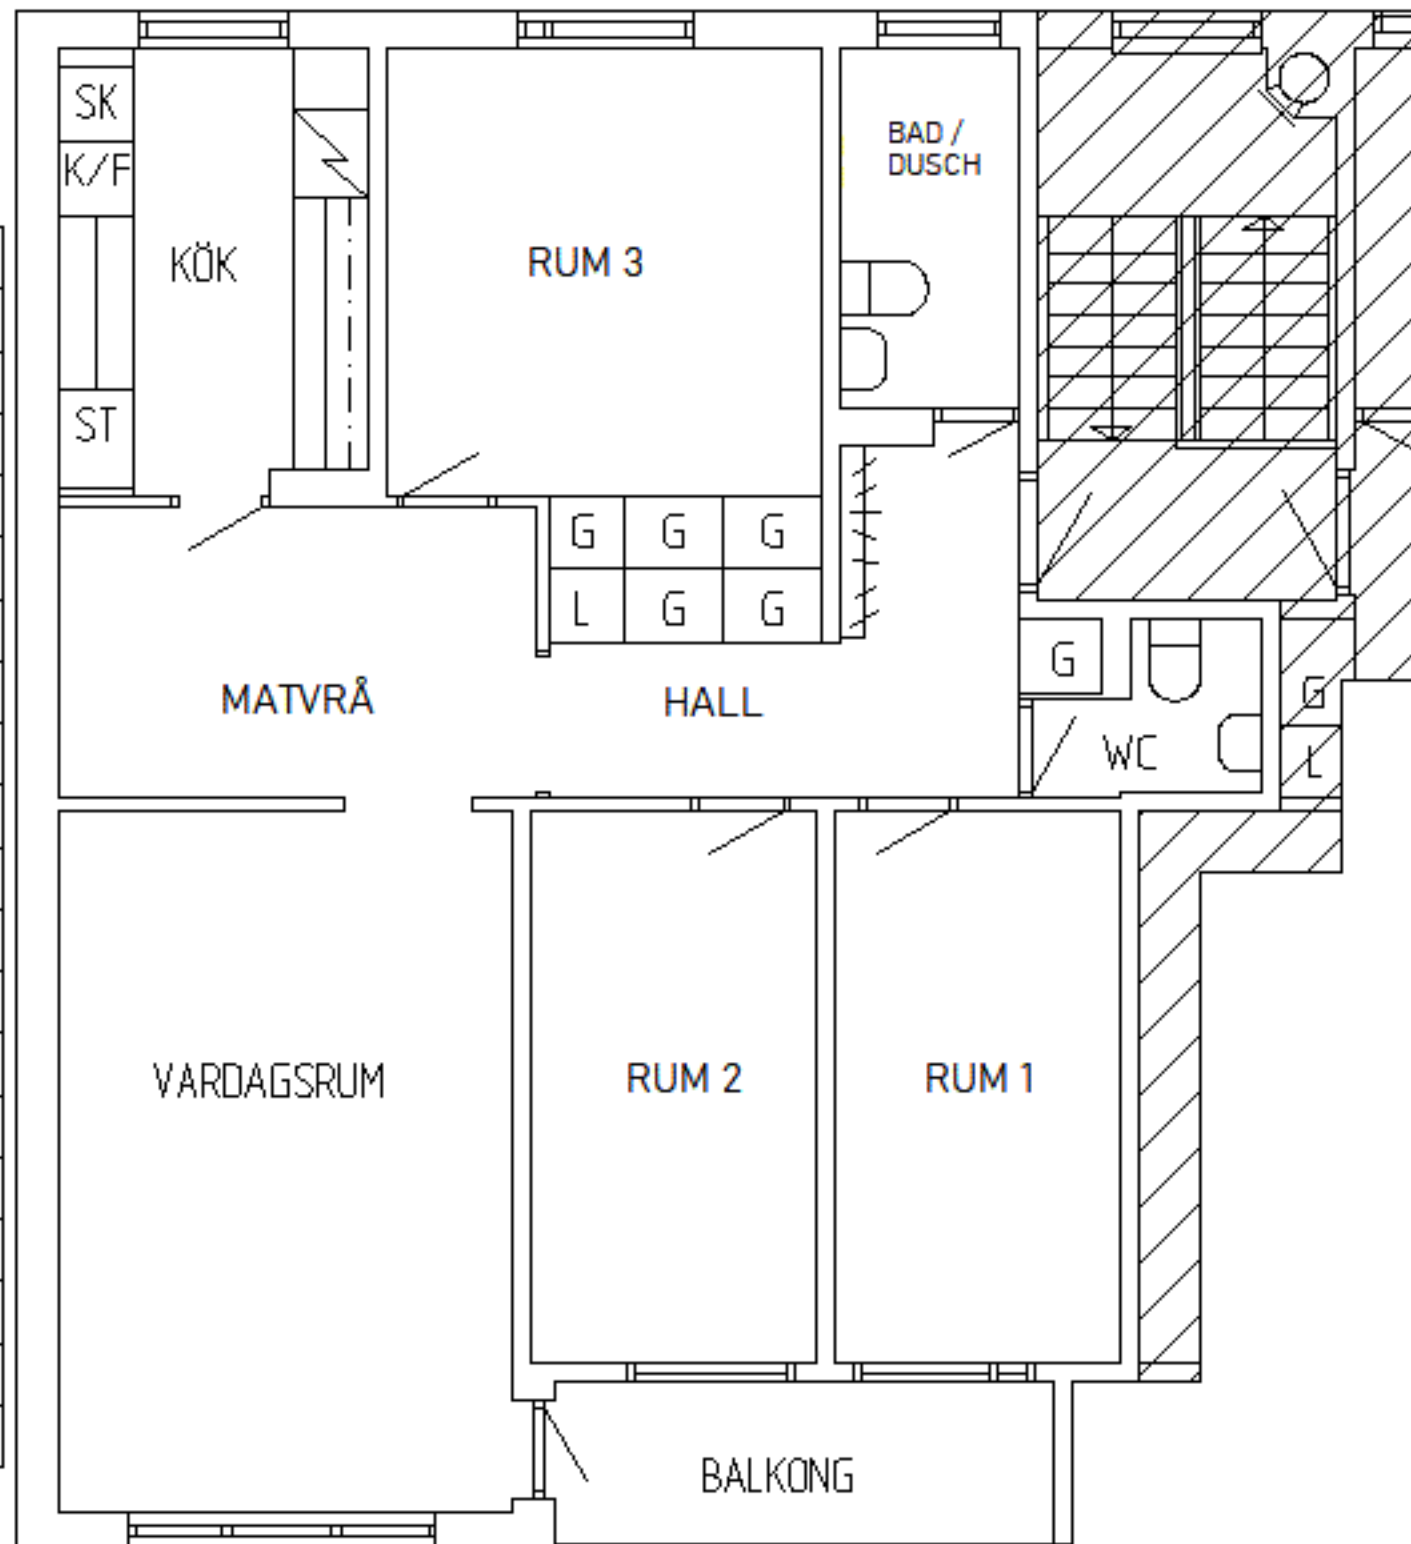 SK
K/F
KÖK
ST
RUM 3
BAD /
DUSCH
G G G
L G G
MATVRÅ
HALL
G
WC
G
L
VARDAGSRUM
RUM 2
RUM 1
BALKONG